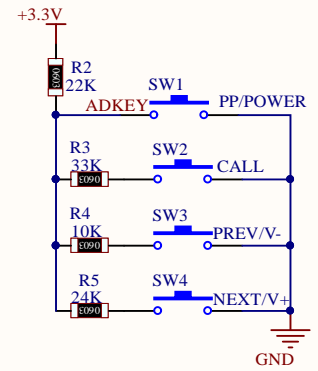 +3.3V
R2
0603
22K
SW1
ADKEY
PP/POWER
R3
33K
0603
SW2
CALL
R4
10K
0603
SW3
PREV/V-
R5
24K
0603
SW4
NEXT/V+
GND